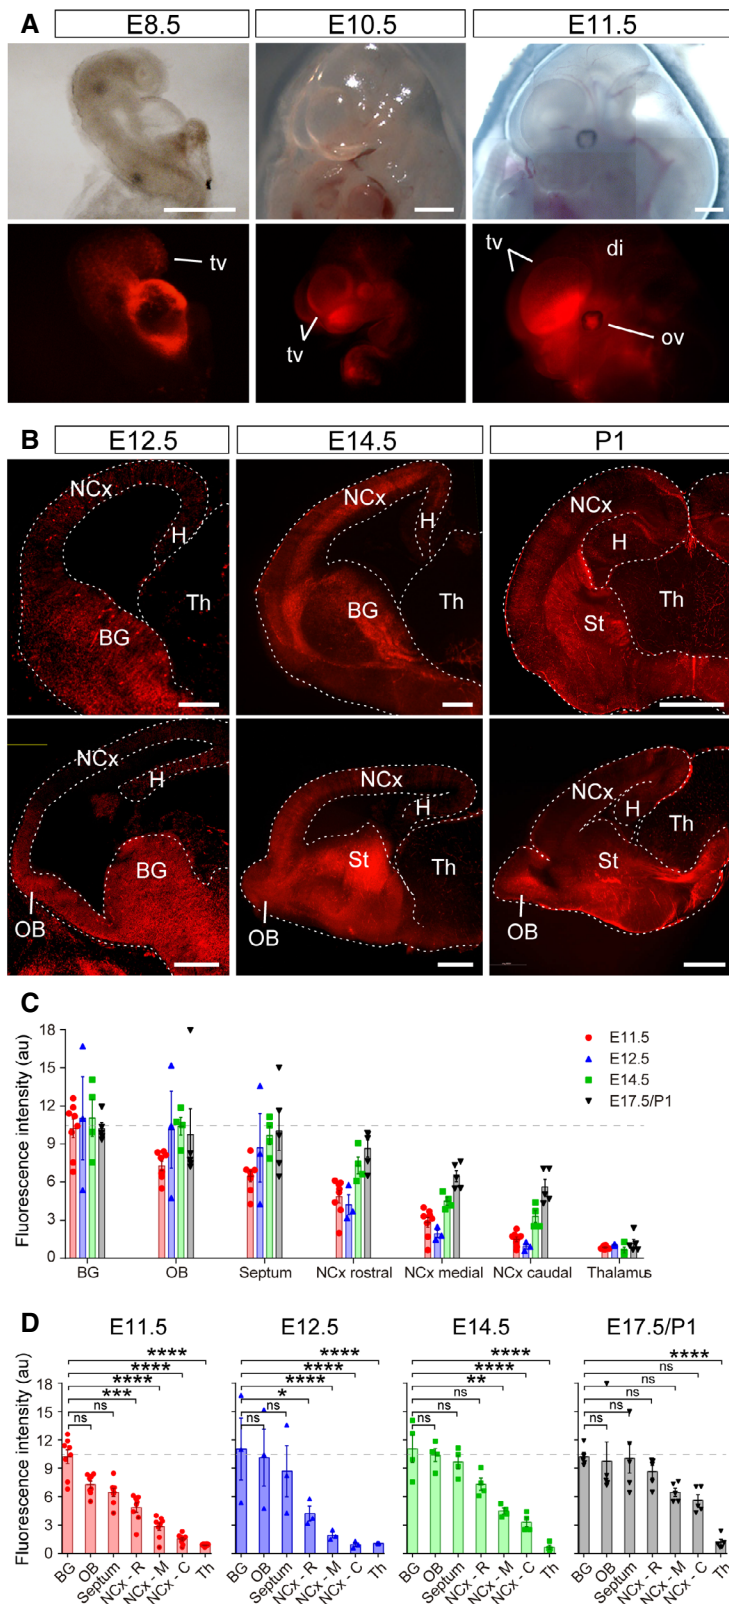 A
E8.5 E10.5 E11.5
tv
tv
tv di
ov
B
E12.5 E14.5 P1
NCx
H
Th
BG
NCx
H
Th
BG
NCx
H
Th
St
NCx
H
BG
OB
NCx
H
St
Th
NCx
H
Th
St
OB
C
Fluorescence intensity (au)
18
15
12
9
6
3
0
E11.5
E12.5
E14.5
E17.5/P1
BG OB Septum NCx rostral NCx medial NCx caudal Thalamus
D
E11.5 E12.5 E14.5 E17.5/P1
Fluorescence intensity (au)
18
15
12
9
6
3
0
****
****
****
***
ns
ns
****
****
****
*
ns
ns
****
****
**
ns
ns
ns
****
ns
ns
ns
ns
ns
BG OB Septum NCx - R NCx - M NCx - C Th
BG OB Septum NCx - R NCx - M NCx - C Th
BG OB Septum NCx - R NCx - M NCx - C Th
BG OB Septum NCx - R NCx - M NCx - C Th